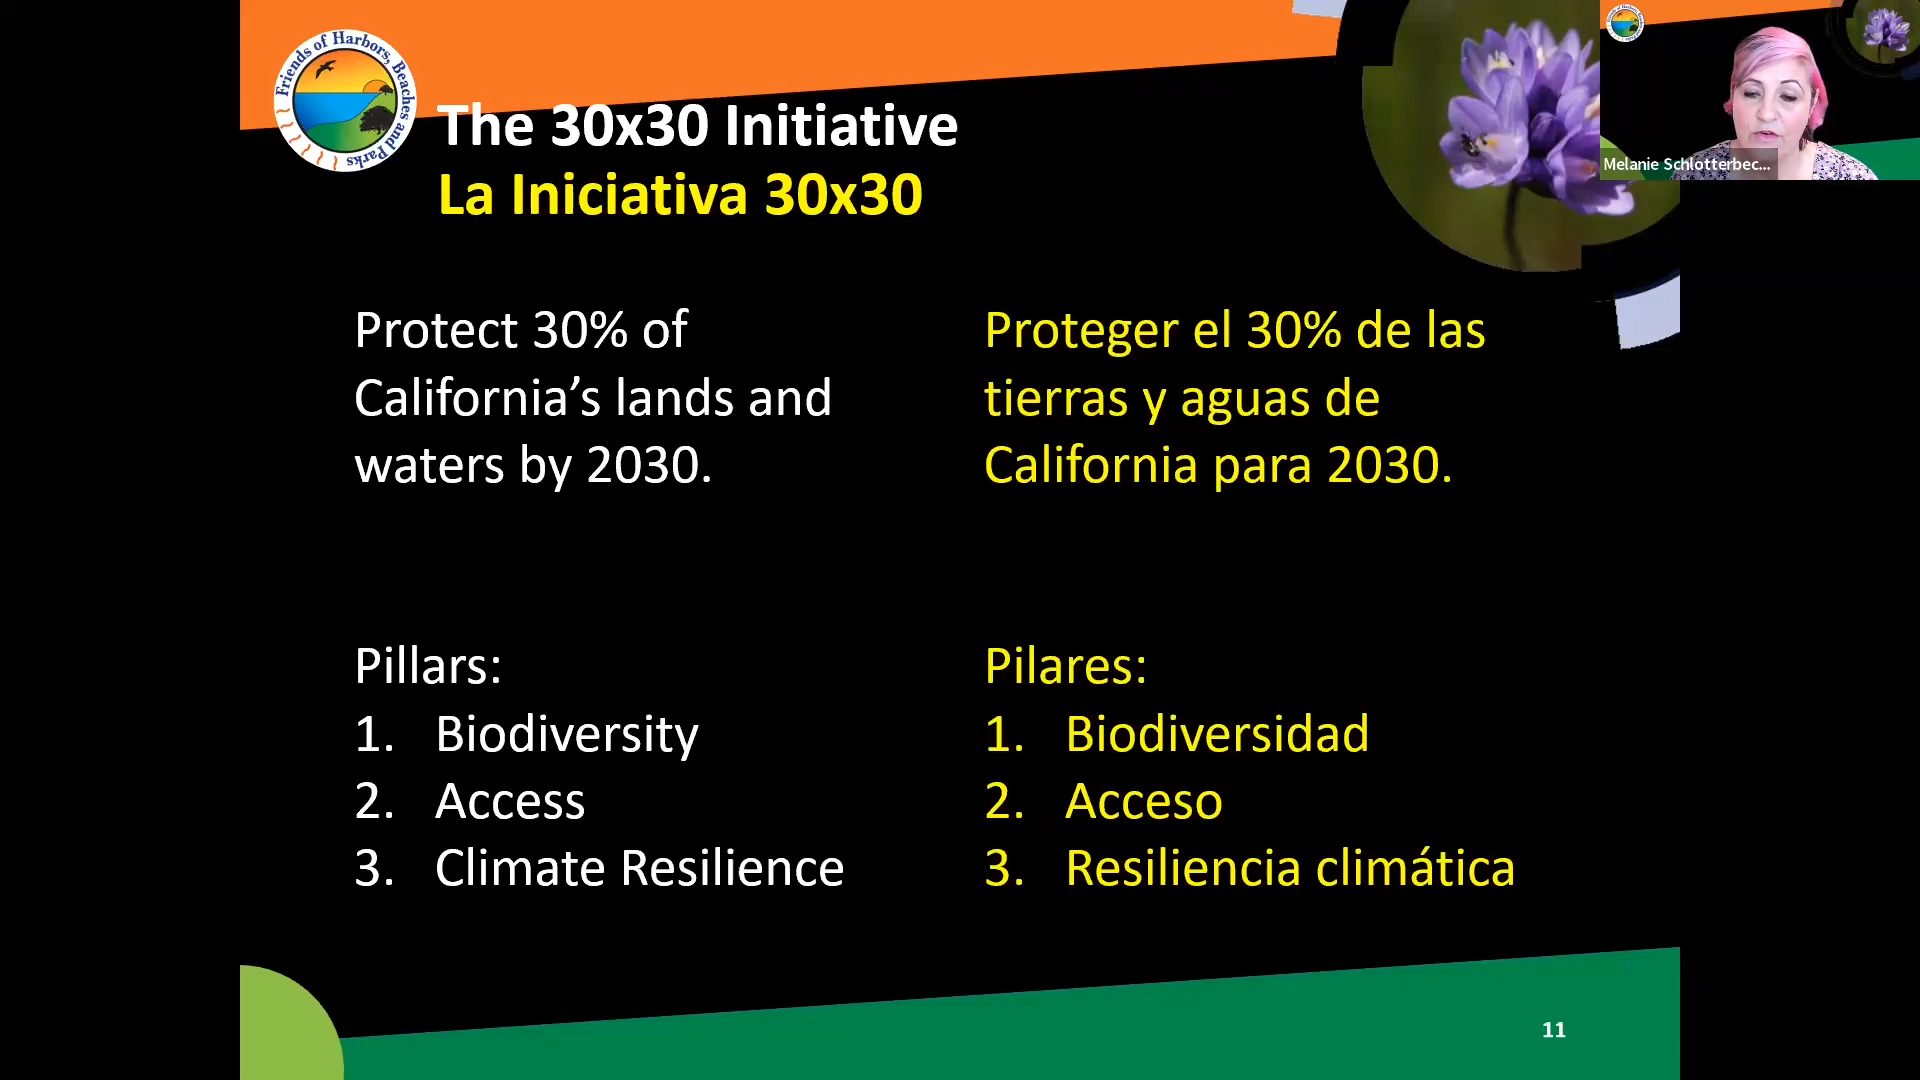 Friends of Harbors, Beaches and Parks
The 30x30 Initiative
La Iniciativa 30x30
Melanie Schlotterbec...
Protect 30% of
California’s lands and
waters by 2030.
Proteger el 30% de las
tierras y aguas de
California para 2030.
Pillars:
1. Biodiversity
2. Access
3. Climate Resilience
Pilares:
1. Biodiversidad
2. Acceso
3. Resiliencia climática
11